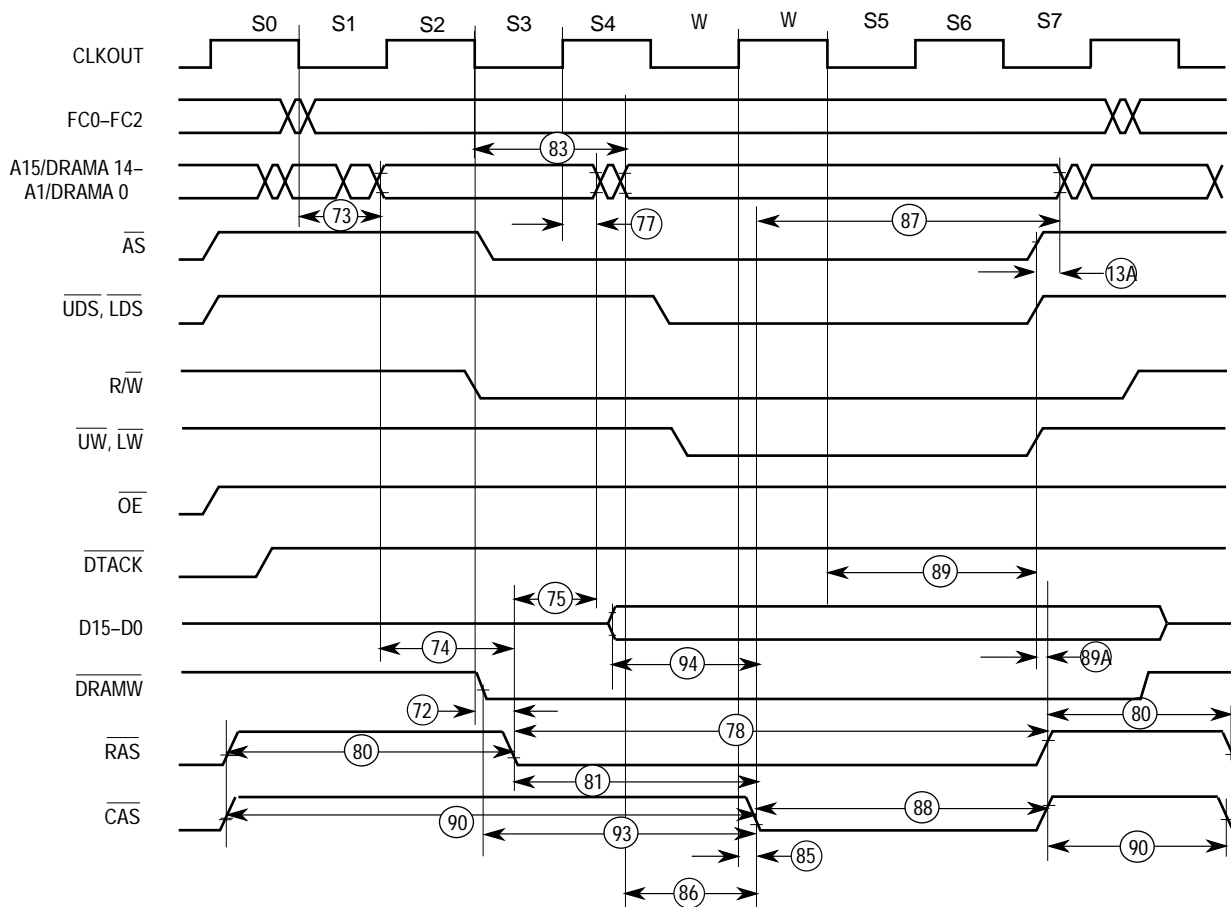 S0 S1 S2 S3 S4 W W S5 S6 S7
CLKOUT
FC0–FC2
83
A15/DRAMA 14–
A1/DRAMA 0
73
77
87
AS
13A
UDS, LDS
R/W
UW, LW
OE
DTACK
89
75
D15–D0
74
94
89A
DRAMW
72
78
80
RAS
80
81
CAS
88
90
93
85
90
86